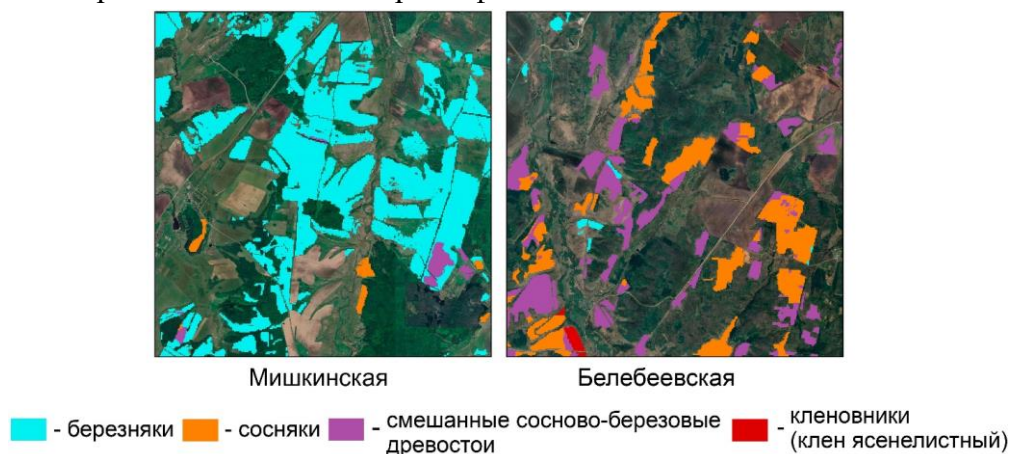 Мишкинская
Белебеевская
- березняки
- сосняки
- смешанные сосново-березовые
древостои
- кленовники
(клен ясенелистный)